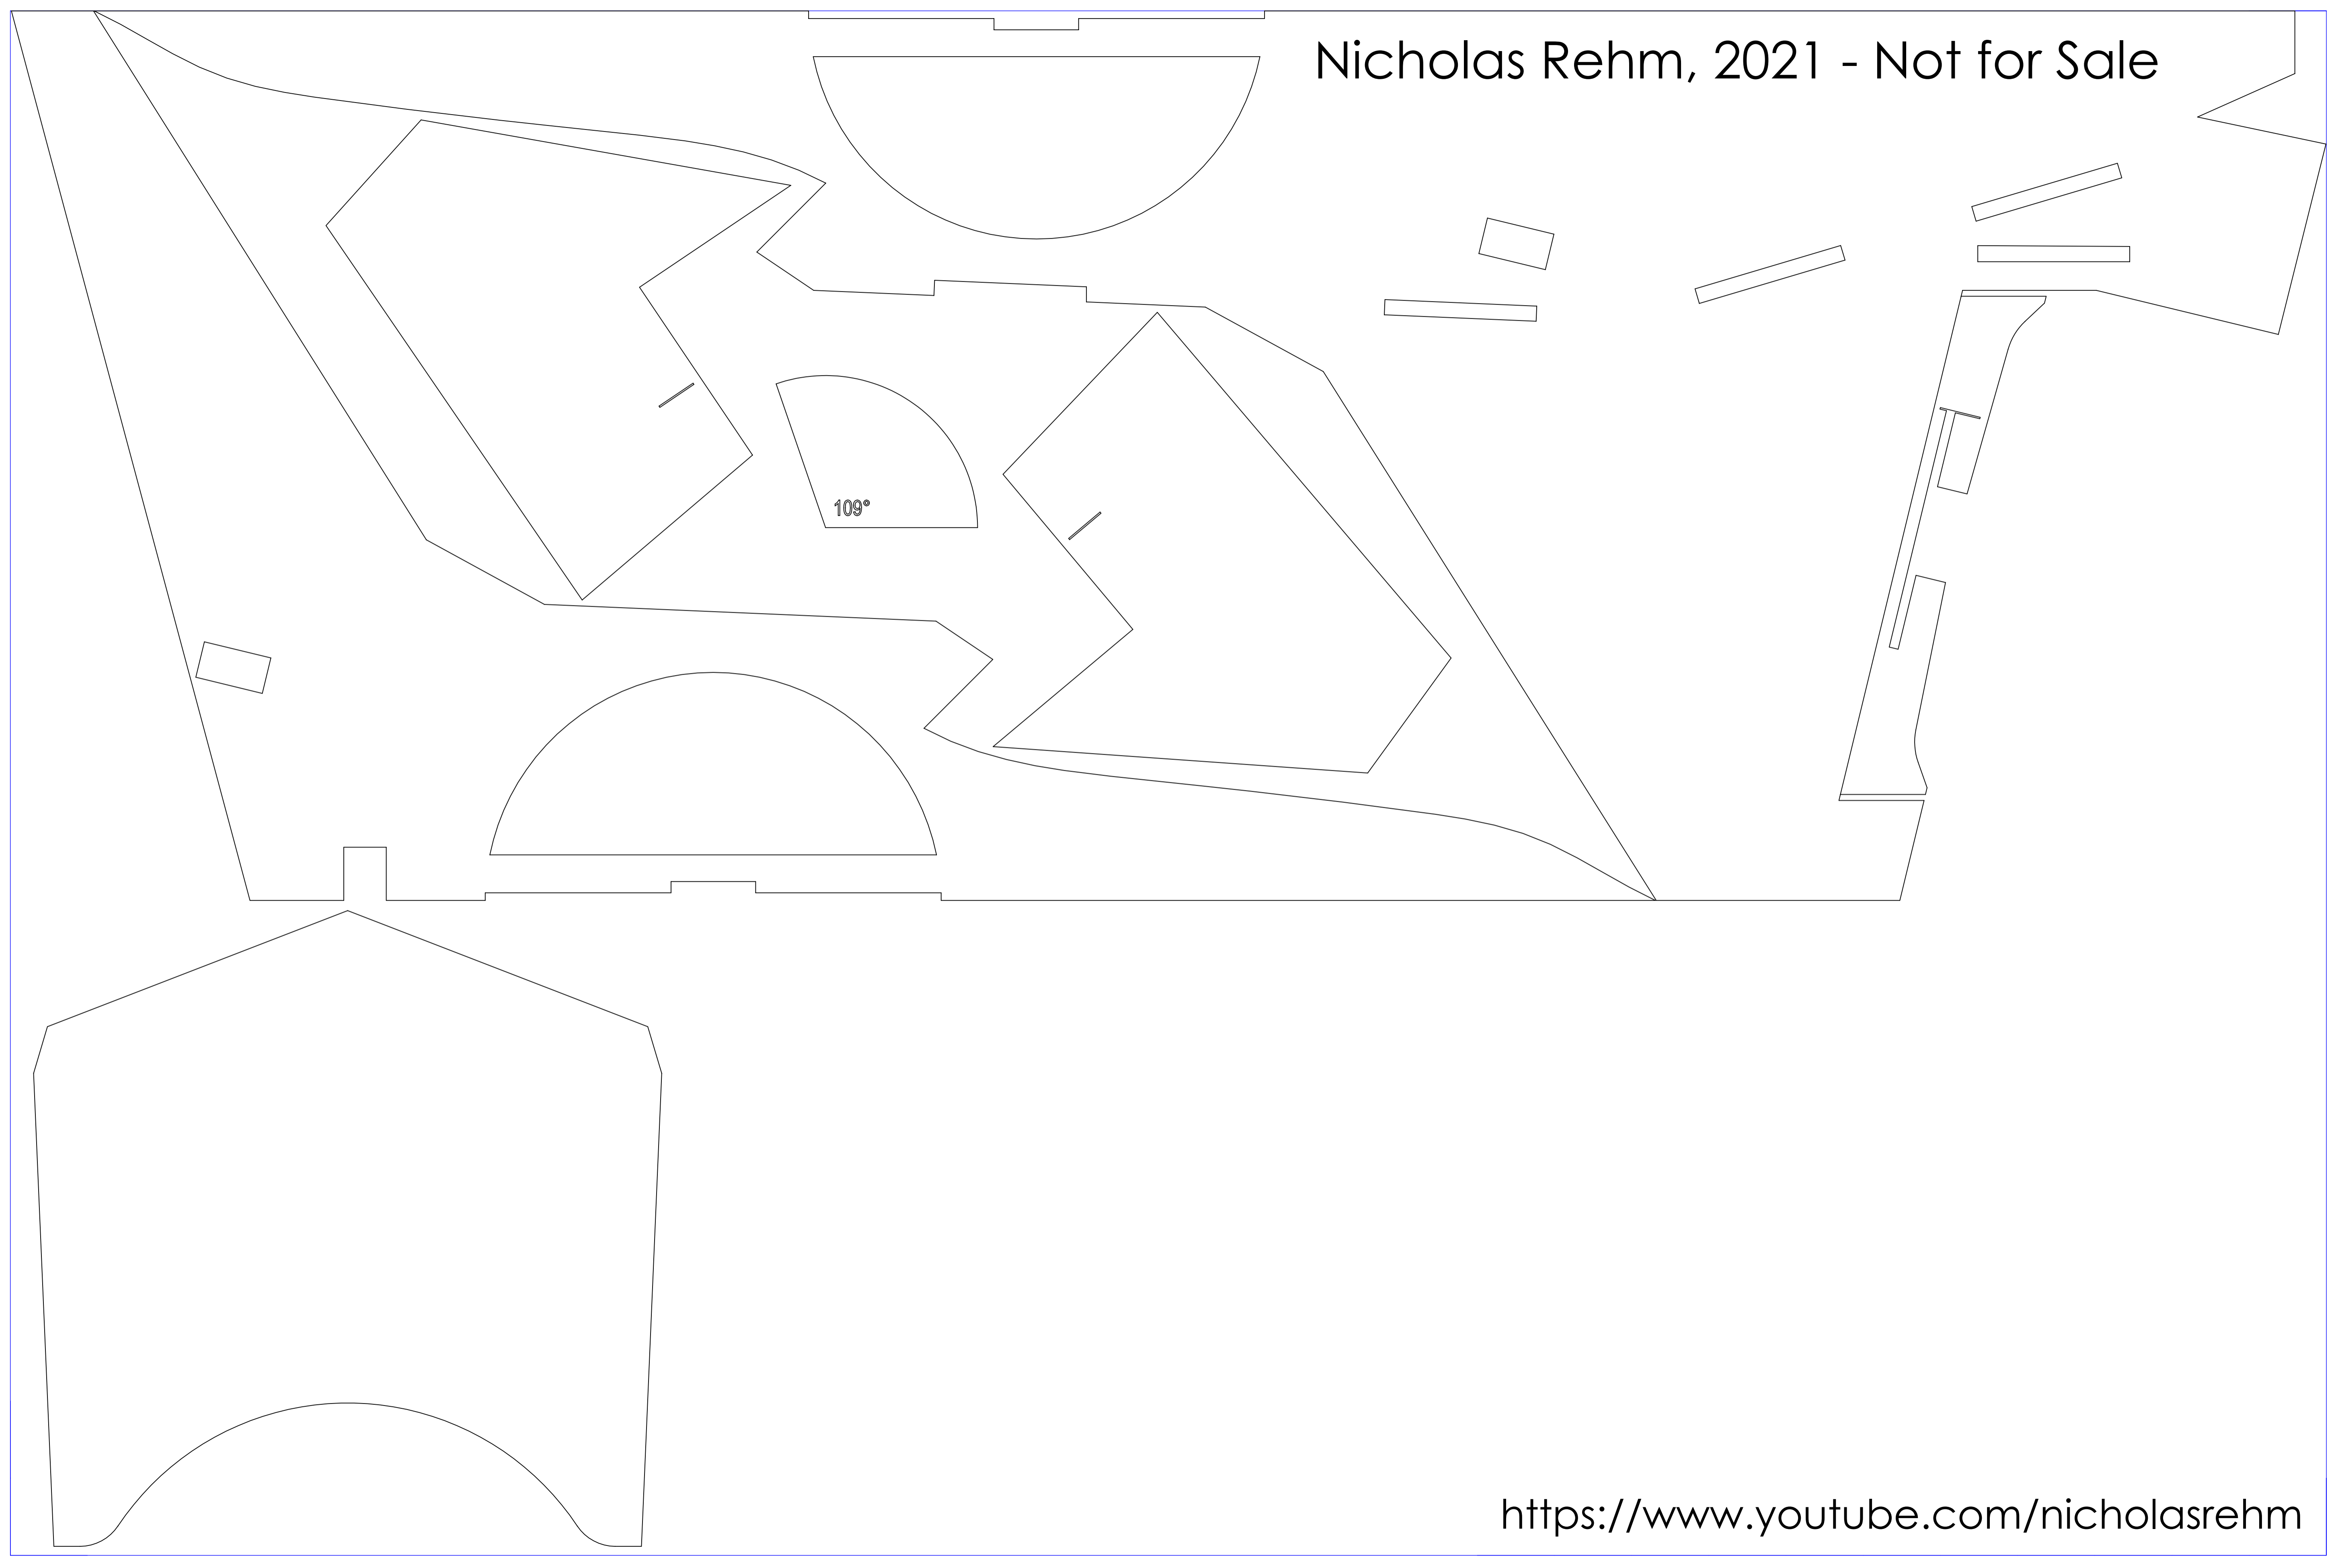 Nicholas Rehm, 2021 - Not for Sale
109°
https://www.youtube.com/nicholasrehm